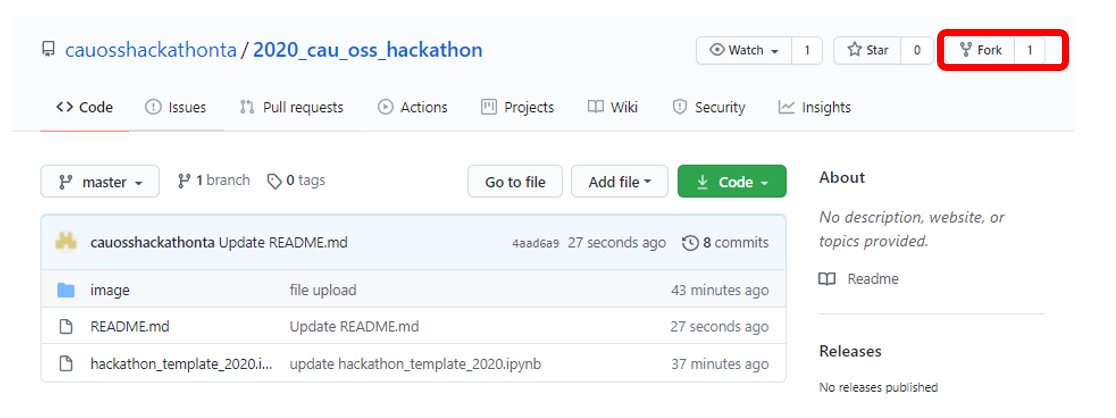 cauosshackathonta / 2020_cau_oss_hackathon
Watch 1 Star 0 Fork 1
Code Issues Pull requests Actions Projects Wiki Security Insights
master 1 branch 0 tags Go to file Add file Code
cauosshackathonta Update README.md 4aad6a9 27 seconds ago 8 commits
image file upload 43 minutes ago
README.md Update README.md 27 seconds ago
hackathon_template_2020.i... update hackathon_template_2020.ipynb 37 minutes ago
About
No description, website, or
topics provided.
Readme
Releases
No releases published